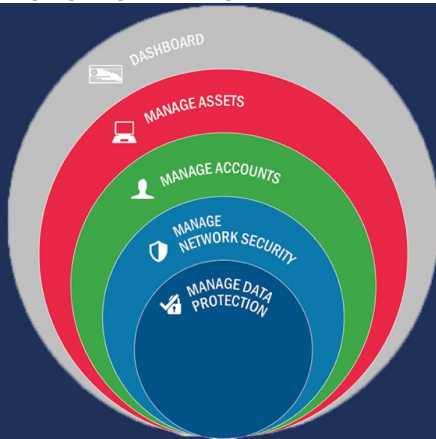 DASHBOARD
MANAGE ASSETS
MANAGE ACCOUNTS
MANAGE
NETWORK SECURITY
MANAGE DATA
PROTECTION